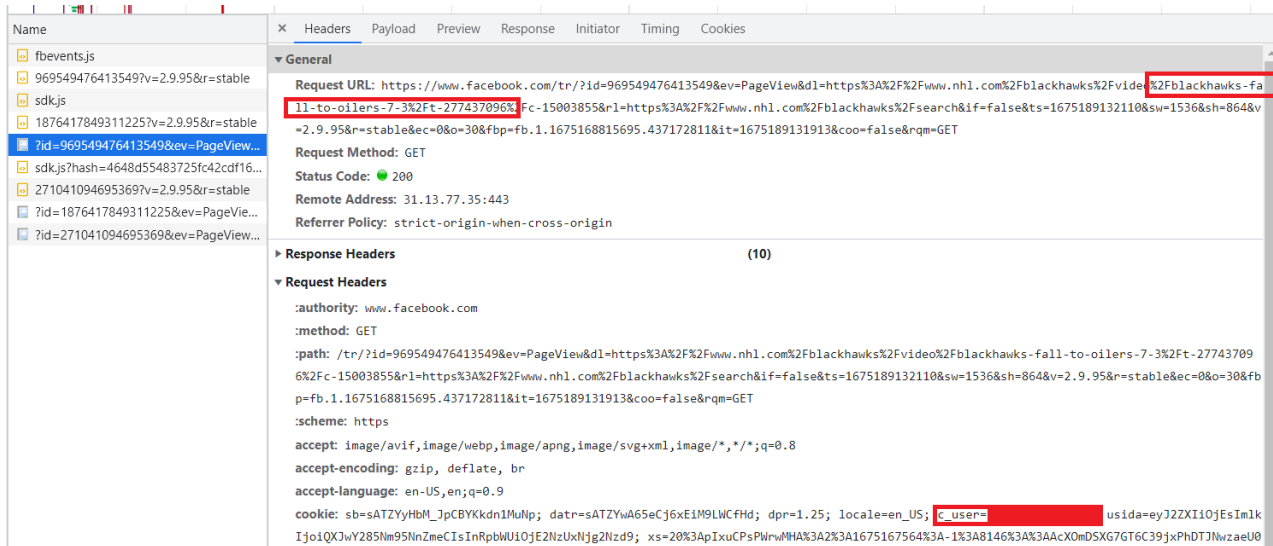 Name
fbevents.js
969549476413549?v=2.9.95&r=stable
sdk.js
1876417849311225?v=2.9.95&r=stable
?id=969549476413549&ev=PageView...
sdk.js?hash=4648d55483725fc42cdf16...
271041094695369?v=2.9.95&r=stable
?id=1876417849311225&ev=PageVie...
?id=271041094695369&ev=PageView...
× Headers Payload Preview Response Initiator Timing Cookies
▼ General
Request URL: https://www.facebook.com/tr/?id=969549476413549&ev=PageView&dl=https%3A%2F%2Fwww.nhl.com%2Fblackhawks%2Fvideo%2Fblackhawks-fa
ll-to-oilers-7-3%2Ft-277437096%2Fc-15003855&rl=https%3A%2F%2Fwww.nhl.com%2Fblackhawks%2Fsearch&if=false&ts=1675189132110&sw=1536&sh=864&v
=2.9.95&r=stable&ec=0&o=30&fbp=fb.1.1675168815695.437172811&it=1675189131913&coo=false&rqm=GET
Request Method: GET
Status Code: 200
Remote Address: 31.13.77.35:443
Referrer Policy: strict-origin-when-cross-origin
▶ Response Headers (10)
▼ Request Headers
:authority: www.facebook.com
:method: GET
:path: /tr/?id=969549476413549&ev=PageView&dl=https%3A%2F%2Fwww.nhl.com%2Fblackhawks%2Fvideo%2Fblackhawks-fall-to-oilers-7-3%2Ft-27743709
6%2Fc-15003855&rl=https%3A%2F%2Fwww.nhl.com%2Fblackhawks%2Fsearch&if=false&ts=1675189132110&sw=1536&sh=864&v=2.9.95&r=stable&ec=0&o=30&fb
p=fb.1.1675168815695.437172811&it=1675189131913&coo=false&rqm=GET
:scheme: https
accept: image/avif,image/webp,image/apng,image/svg+xml,image/*,*/*;q=0.8
accept-encoding: gzip, deflate, br
accept-language: en-US,en;q=0.9
cookie: sb=sATZYyHbM_JpCBYKkdn1MuNp; datr=sATZYwA65eCj6xEiM9LWCfHd; dpr=1.25; locale=en_US; c_user= usida=eyJ2ZXIiOjEsImlk
IjoiQXJwY285Nm95NnZmeCIsInRpbWUiOjE2NzUxNjg2Nzd9; xs=20%3ApIxuCPsPWrwMHA%3A2%3A1675167564%3A-1%3A8146%3A%3AAcXOmDSXG7GT6C39jxPhDTJNwzaeU0